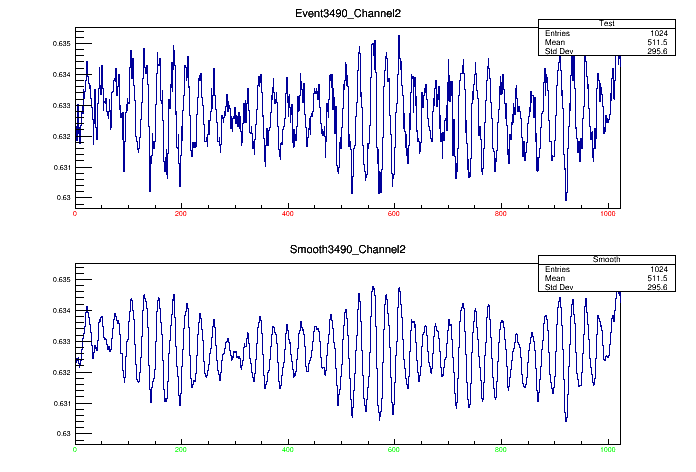 Event3490_Channel2
Test
Entries 1024
Mean 511.5
Std Dev 295.6
0.635
0.634
0.633
0.632
0.631
0.63
0 200 400 600 800 1000
Smooth3490_Channel2
Smooth
Entries 1024
Mean 511.5
Std Dev 295.6
0.635
0.634
0.633
0.632
0.631
0.63
0 200 400 600 800 1000